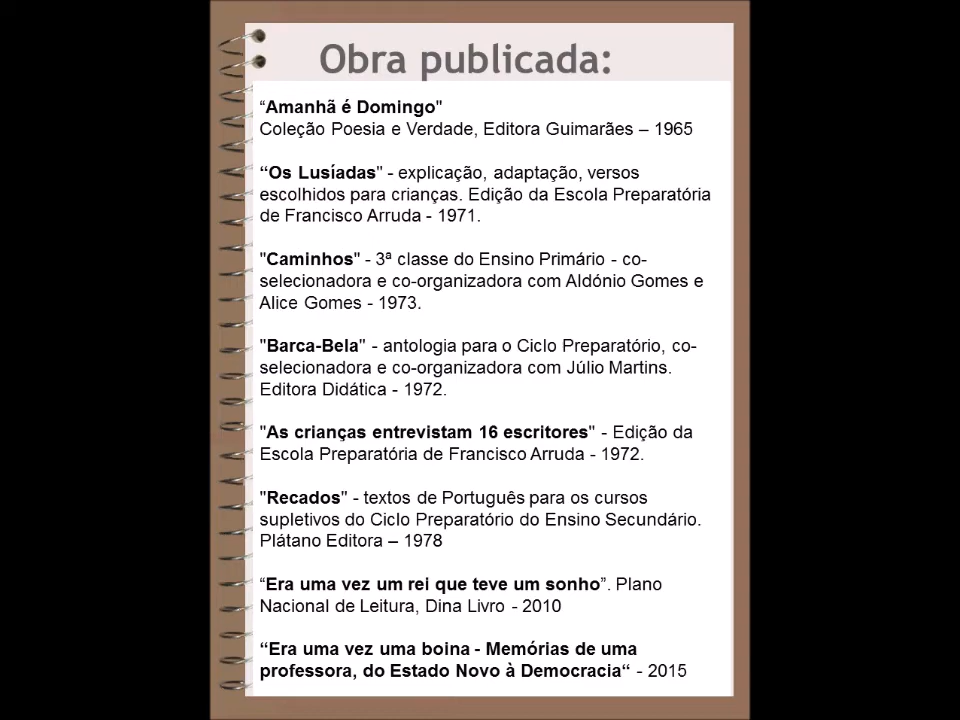 Obra publicada:
“Amanhã é Domingo"
Coleção Poesia e Verdade, Editora Guimarães – 1965
“Os Lusíadas" - explicação, adaptação, versos
escolhidos para crianças. Edição da Escola Preparatória
de Francisco Arruda - 1971.
"Caminhos" - 3ª classe do Ensino Primário - co-
selecionadora e co-organizadora com Aldónio Gomes e
Alice Gomes - 1973.
"Barca-Bela" - antologia para o Ciclo Preparatório, co-
selecionadora e co-organizadora com Júlio Martins.
Editora Didática - 1972.
"As crianças entrevistam 16 escritores" - Edição da
Escola Preparatória de Francisco Arruda - 1972.
"Recados" - textos de Português para os cursos
supletivos do Ciclo Preparatório do Ensino Secundário.
Plátano Editora – 1978
“Era uma vez um rei que teve um sonho”. Plano
Nacional de Leitura, Dina Livro - 2010
“Era uma vez uma boina - Memórias de uma
professora, do Estado Novo à Democracia“ - 2015